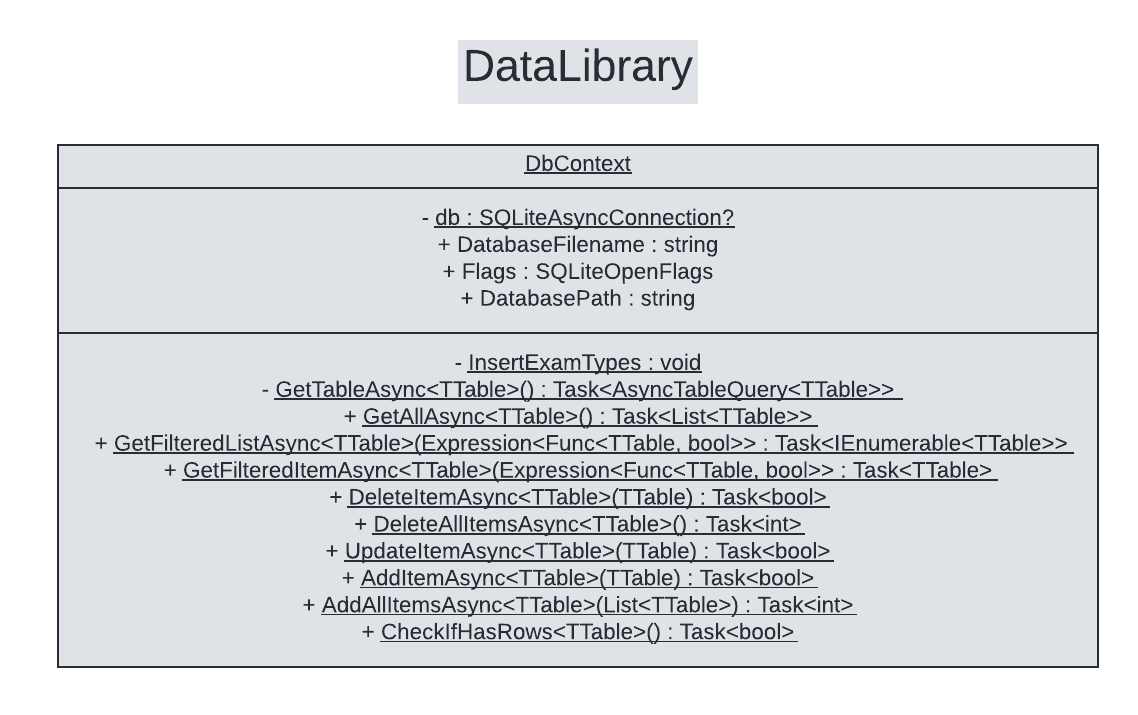 DataLibrary
DbContext
- db : SQLiteAsyncConnection?
+ DatabaseFilename : string
+ Flags : SQLiteOpenFlags
+ DatabasePath : string
- InsertExamTypes : void
- GetTableAsync<TTable>() : Task<AsyncTableQuery<TTable>>
+ GetAllAsync<TTable>() : Task<List<TTable>>
+ GetFilteredListAsync<TTable>(Expression<Func<TTable, bool>> : Task<IEnumerable<TTable>>
+ GetFilteredItemAsync<TTable>(Expression<Func<TTable, bool>> : Task<TTable>
+ DeleteItemAsync<TTable>(TTable) : Task<bool>
+ DeleteAllItemsAsync<TTable>() : Task<int>
+ UpdateItemAsync<TTable>(TTable) : Task<bool>
+ AddItemAsync<TTable>(TTable) : Task<bool>
+ AddAllItemsAsync<TTable>(List<TTable>) : Task<int>
+ CheckIfHasRows<TTable>() : Task<bool>